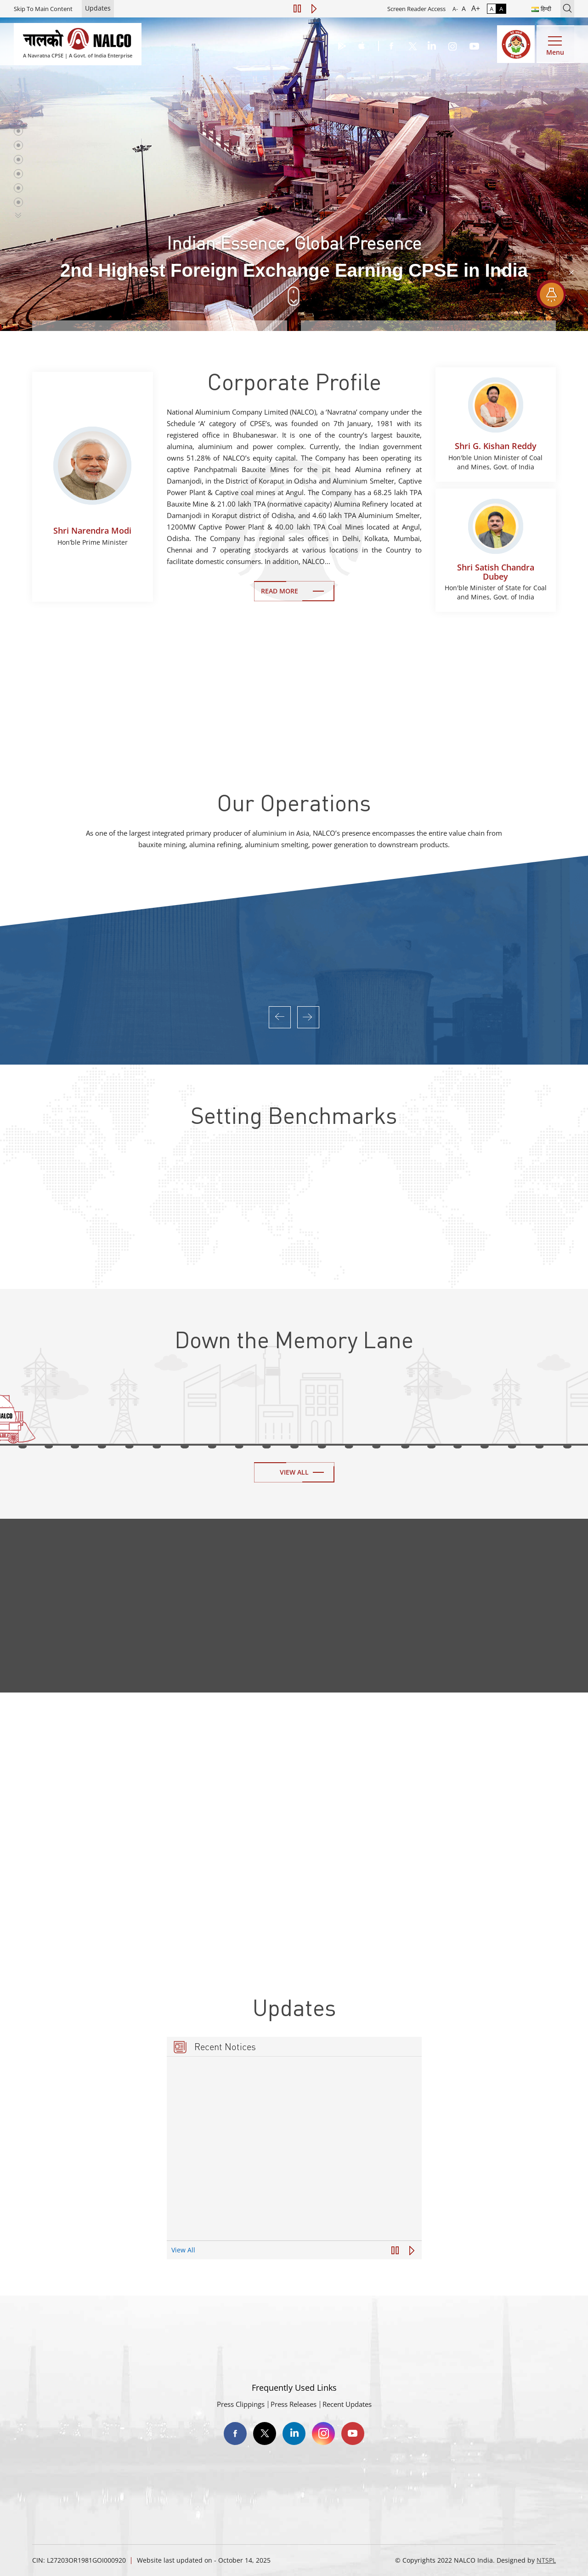 Skip To Main Content
Updates
Screen Reader Access
A-
A
A+
A
A
हिन्दी
नालको NALCO
A Navratna CPSE | A Govt. of India Enterprise
Menu
Indian Essence, Global Presence
2nd Highest Foreign Exchange Earning CPSE in India
Shri Narendra Modi
Hon'ble Prime Minister
Corporate Profile
National Aluminium Company Limited (NALCO), a 'Navratna' company under the
Schedule 'A' category of CPSE's, was founded on 7th January, 1981 with its
registered office in Bhubaneswar. It is one of the country's largest bauxite,
alumina, aluminium and power complex. Currently, the Indian government
owns 51.28% of NALCO's equity capital. The Company has been operating its
captive Panchpatmali Bauxite Mines for the pit head Alumina refinery at
Damanjodi, in the District of Koraput in Odisha and Aluminium Smelter, Captive
Power Plant & Captive coal mines at Angul. The Company has a 68.25 lakh TPA
Bauxite Mine & 21.00 lakh TPA (normative capacity) Alumina Refinery located at
Damanjodi in Koraput district of Odisha, and 4.60 lakh TPA Aluminium Smelter,
1200MW Captive Power Plant & 40.00 lakh TPA Coal Mines located at Angul,
Odisha. The Company has regional sales offices in Delhi, Kolkata, Mumbai,
Chennai and 7 operating stockyards at various locations in the Country to
facilitate domestic consumers. In addition, NALCO...
READ MORE
Shri G. Kishan Reddy
Hon'ble Union Minister of Coal
and Mines, Govt. of India
Shri Satish Chandra
Dubey
Hon'ble Minister of State for Coal
and Mines, Govt. of India
Our Operations
As one of the largest integrated primary producer of aluminium in Asia, NALCO's presence encompasses the entire value chain from
bauxite mining, alumina refining, aluminium smelting, power generation to downstream products.
Setting Benchmarks
Down the Memory Lane
VIEW ALL
Updates
Recent Notices
View All
Frequently Used Links
Press Clippings | Press Releases | Recent Updates
CIN: L27203OR1981GOI000920 | Website last updated on - October 14, 2025
© Copyrights 2022 NALCO India. Designed by NTSPL